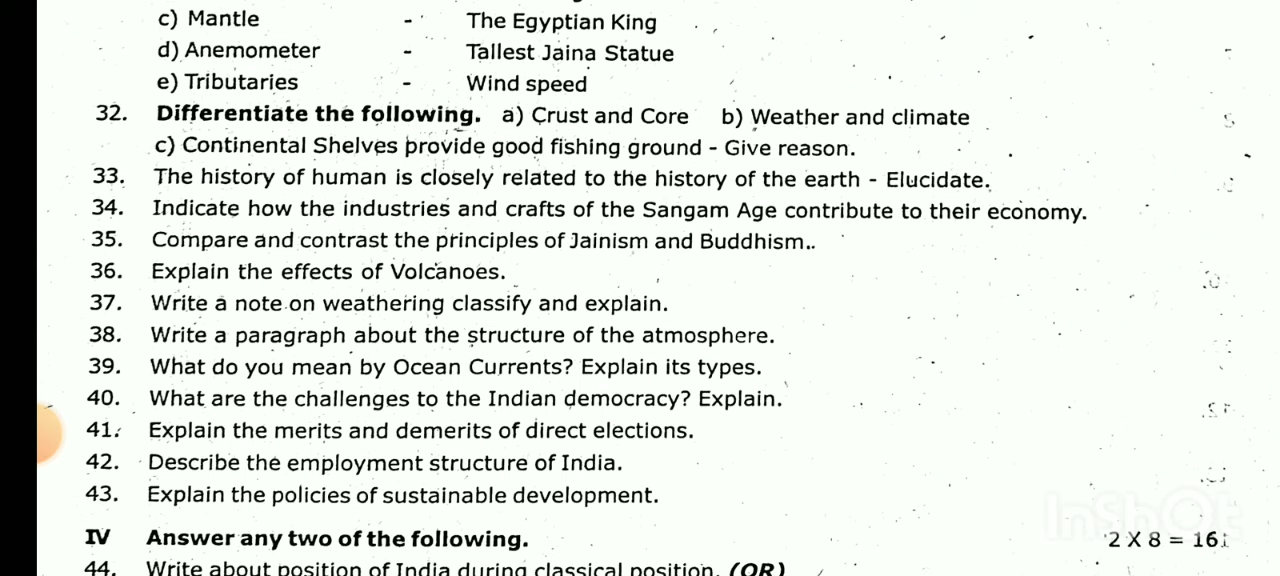 c) Mantle - The Egyptian King
d) Anemometer - Tallest Jaina Statue
e) Tributaries - Wind speed
32. Differentiate the following. a) Crust and Core b) Weather and climate
c) Continental Shelves provide good fishing ground - Give reason.
33. The history of human is closely related to the history of the earth - Elucidate.
34. Indicate how the industries and crafts of the Sangam Age contribute to their economy.
35. Compare and contrast the principles of Jainism and Buddhism..
36. Explain the effects of Volcanoes.
37. Write a note on weathering classify and explain.
38. Write a paragraph about the structure of the atmosphere.
39. What do you mean by Ocean Currents? Explain its types.
40. What are the challenges to the Indian democracy? Explain.
41. Explain the merits and demerits of direct elections.
42. Describe the employment structure of India.
43. Explain the policies of sustainable development.
InShOt
IV Answer any two of the following. 2 X 8 = 16
44. Write about position of India during classical position. (OR)